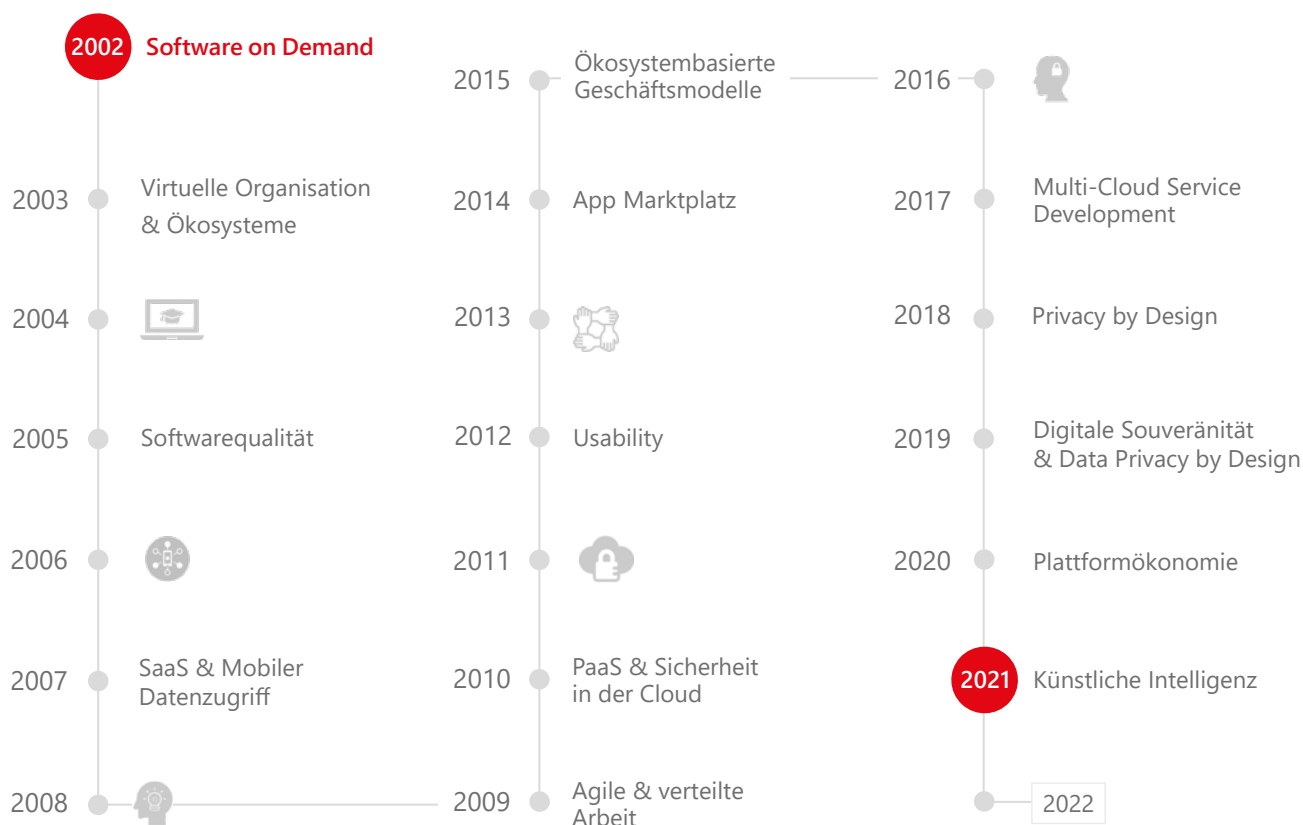 2002 Software on Demand
2003 Virtuelle Organisation
& Ökosysteme
2004
2005 Softwarequalität
2006
2007 SaaS & Mobiler
Datenzugriff
2008
2009 Agile & verteilte
Arbeit
2010 PaaS & Sicherheit
in der Cloud
2011
2012 Usability
2013
2014 App Marktplatz
2015 Ökosystembasierte
Geschäftsmodelle
2016
2017 Multi-Cloud Service
Development
2018 Privacy by Design
2019 Digitale Souveränität
& Data Privacy by Design
2020 Plattformökonomie
2021 Künstliche Intelligenz
2022